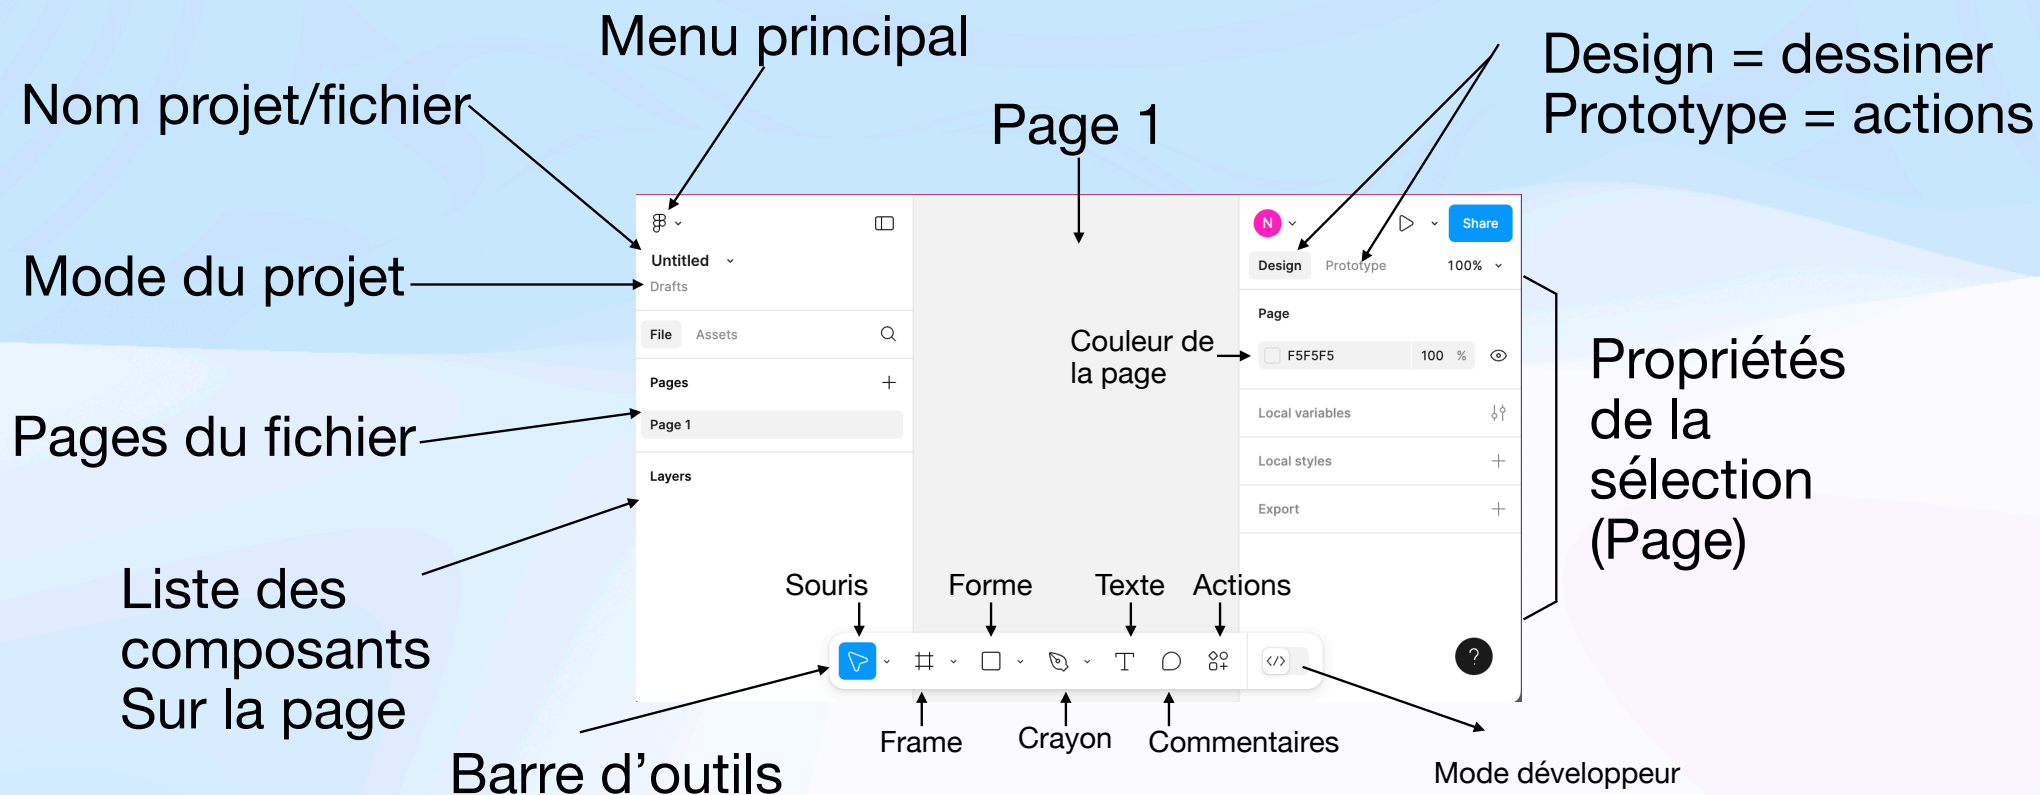 Menu principal
Nom projet/fichier
Page 1
Design = dessiner
Prototype = actions
Mode du projet
Pages du fichier
Liste des
composants
Sur la page
Untitled
Drafts
File Assets
Pages
Page 1
Layers
N
Share
Design Prototype 100%
Page
Couleur de
la page
F5F5F5 100 %
Local variables
Local styles
Export
Propriétés
de la
sélection
(Page)
Souris Forme Texte Actions
T </> ?
Frame Crayon Commentaires
Barre d’outils
Mode développeur